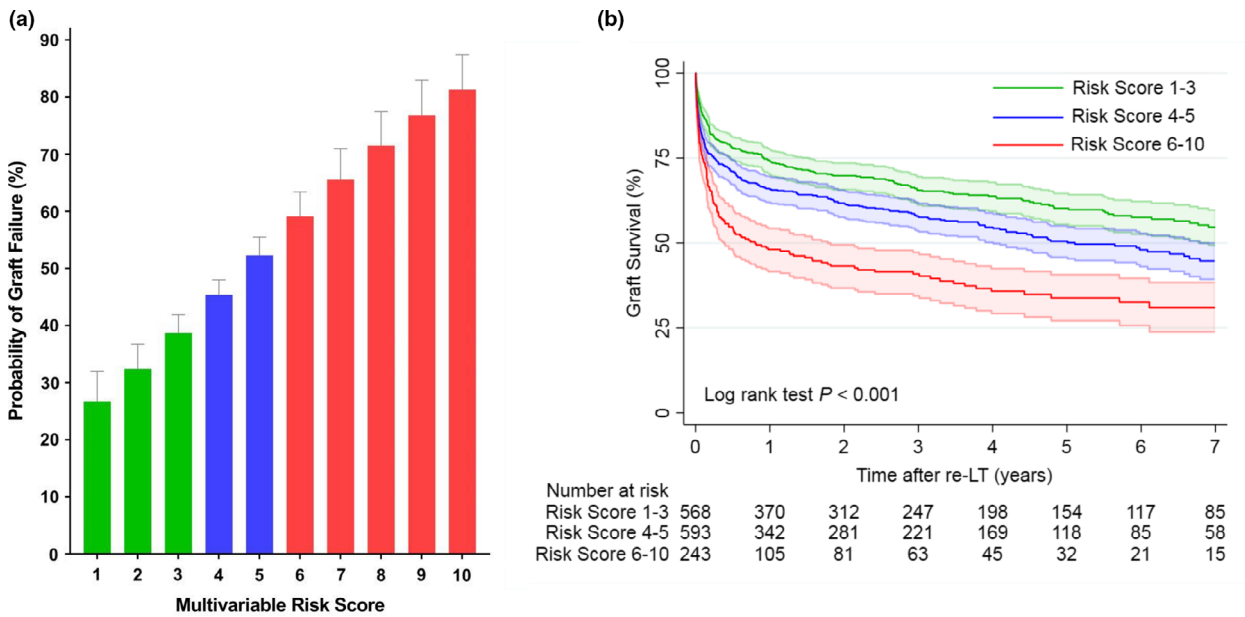 (a)
Probability of Graft Failure (%)
90
80
70
60
50
40
30
20
10
0
1 2 3 4 5 6 7 8 9 10
Multivariable Risk Score
(b)
Graft Survival (%)
100
75
50
25
0
Risk Score 1-3
Risk Score 4-5
Risk Score 6-10
Log rank test P < 0.001
0 1 2 3 4 5 6 7
Time after re-LT (years)
Number at risk
Risk Score 1-3 568 370 312 247 198 154 117 85
Risk Score 4-5 593 342 281 221 169 118 85 58
Risk Score 6-10 243 105 81 63 45 32 21 15